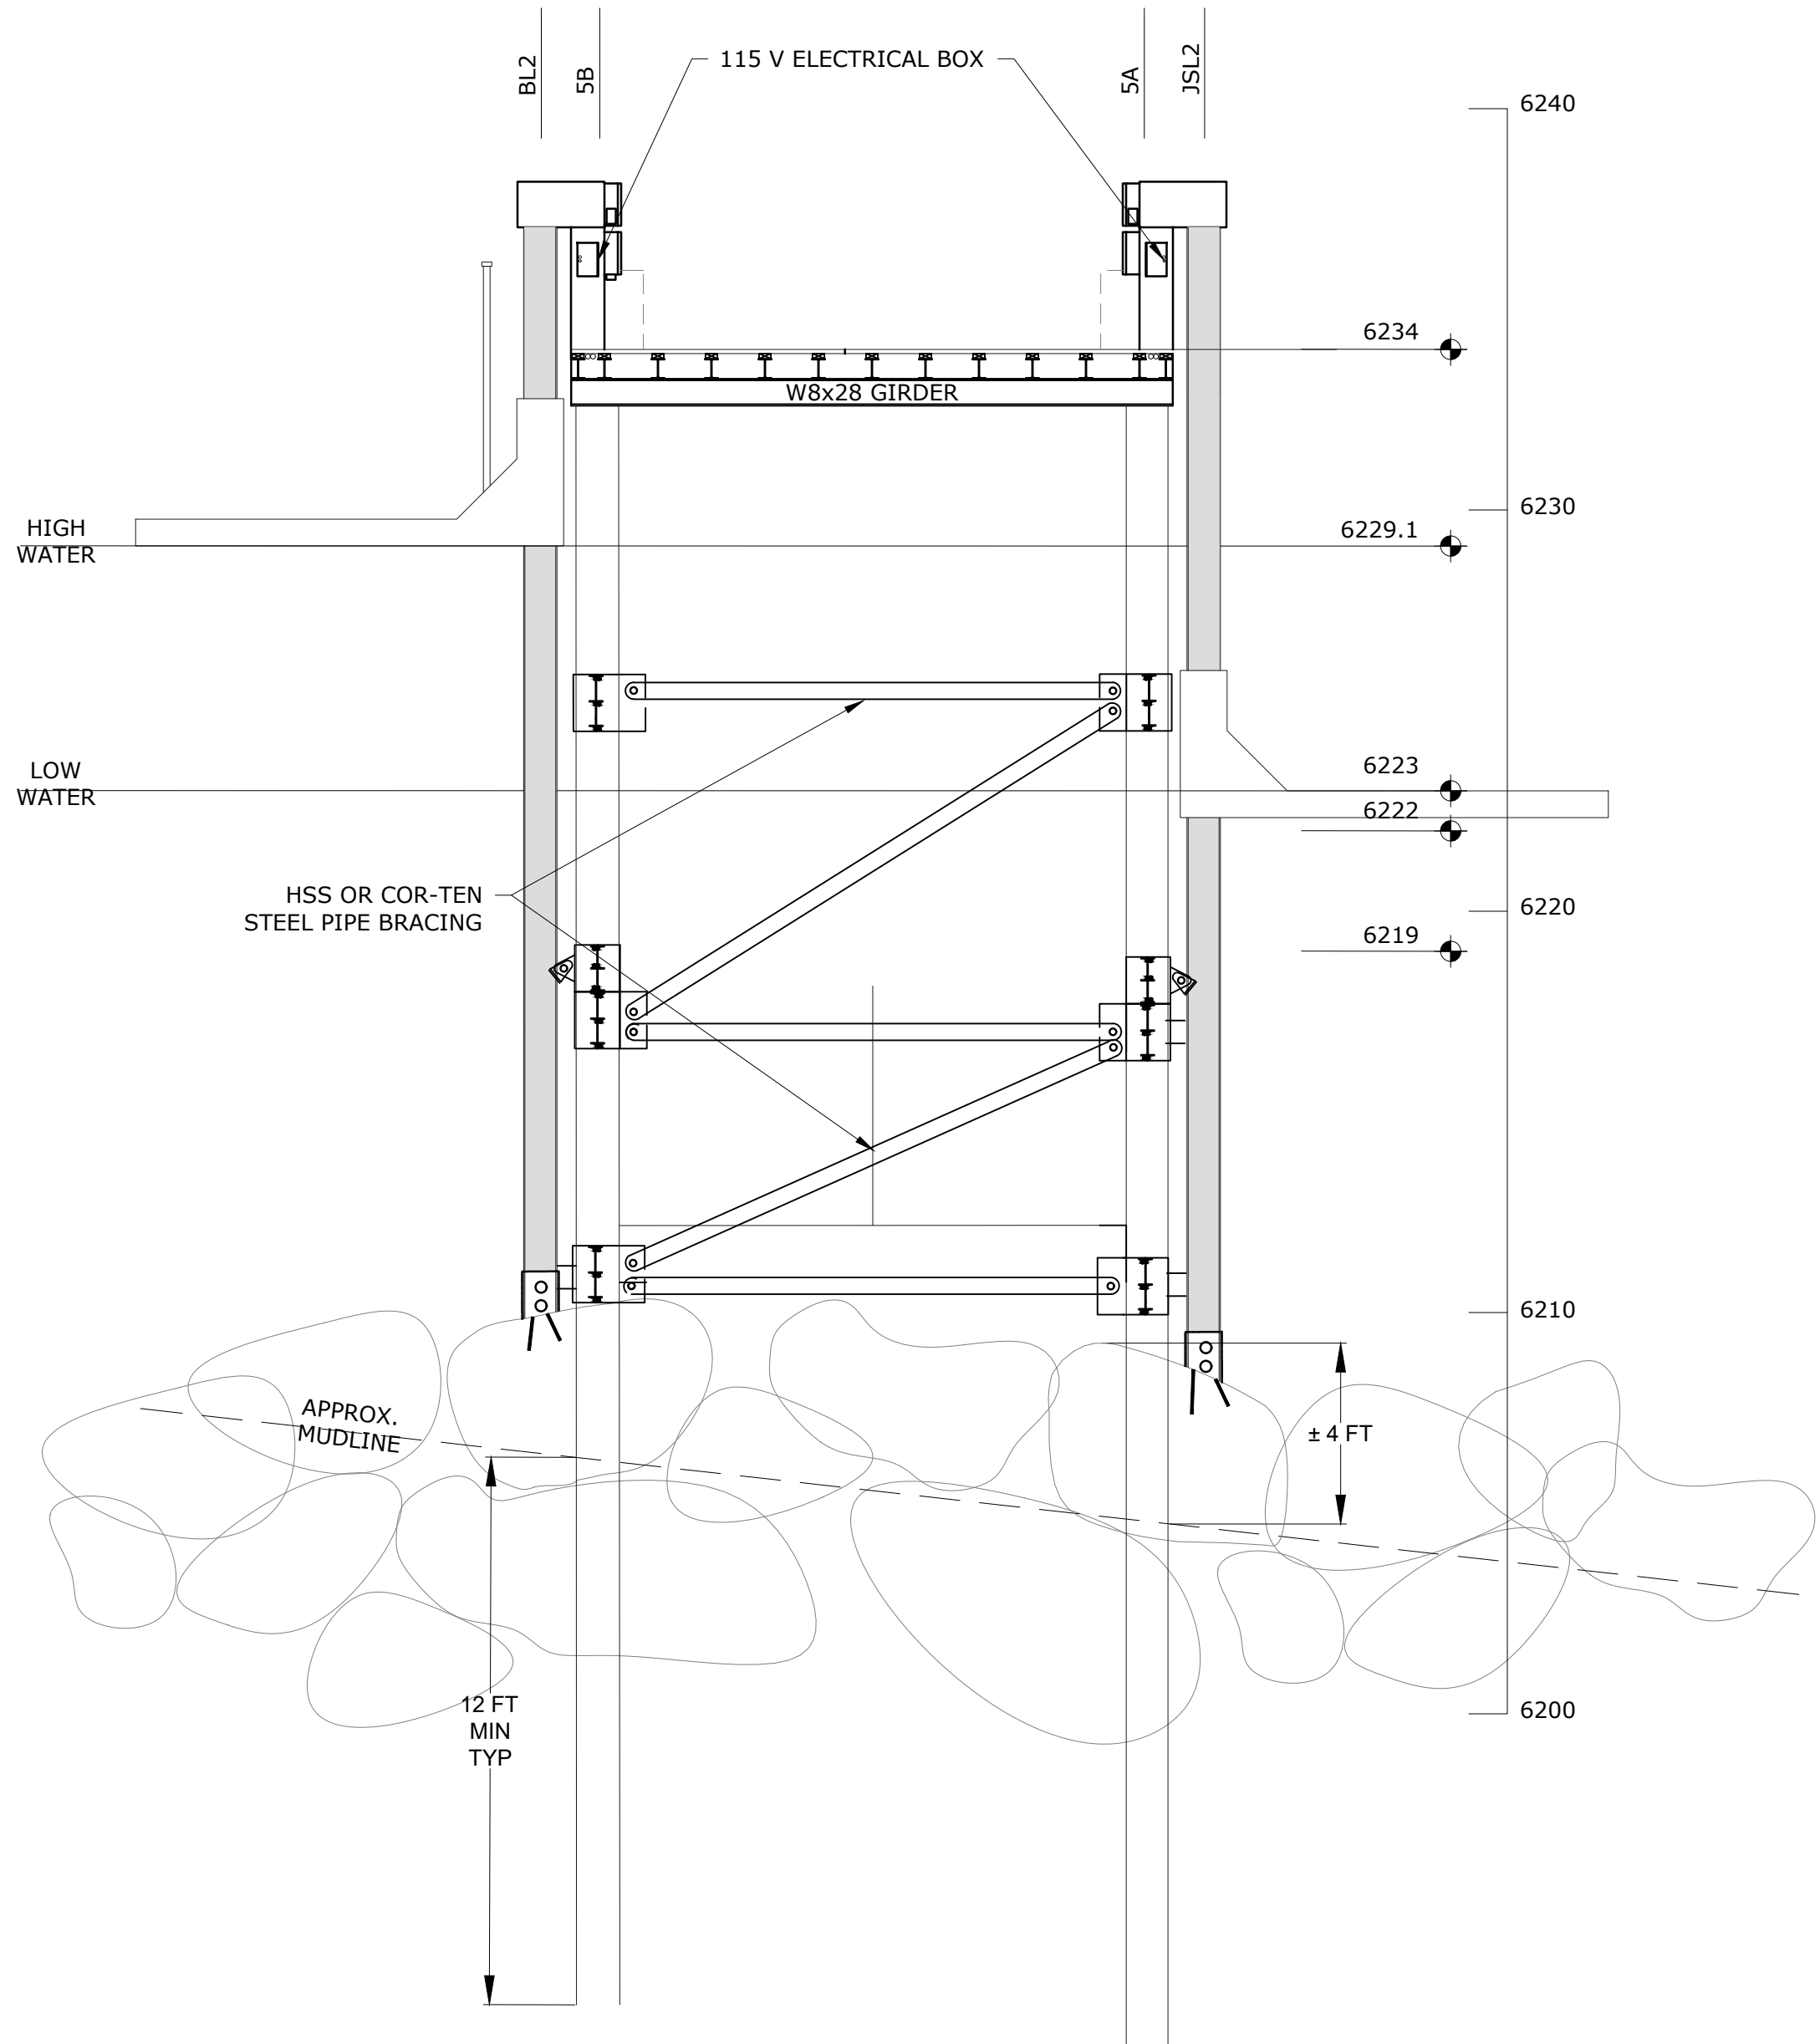 BL2
5B
115 V ELECTRICAL BOX
5A
JSL2
6240
6234
W8x28 GIRDER
6230
HIGH
WATER
6229.1
LOW
WATER
6223
6222
HSS OR COR-TEN
STEEL PIPE BRACING
6220
6219
6210
APPROX.
MUDLINE
± 4 FT
12 FT
MIN
TYP
6200